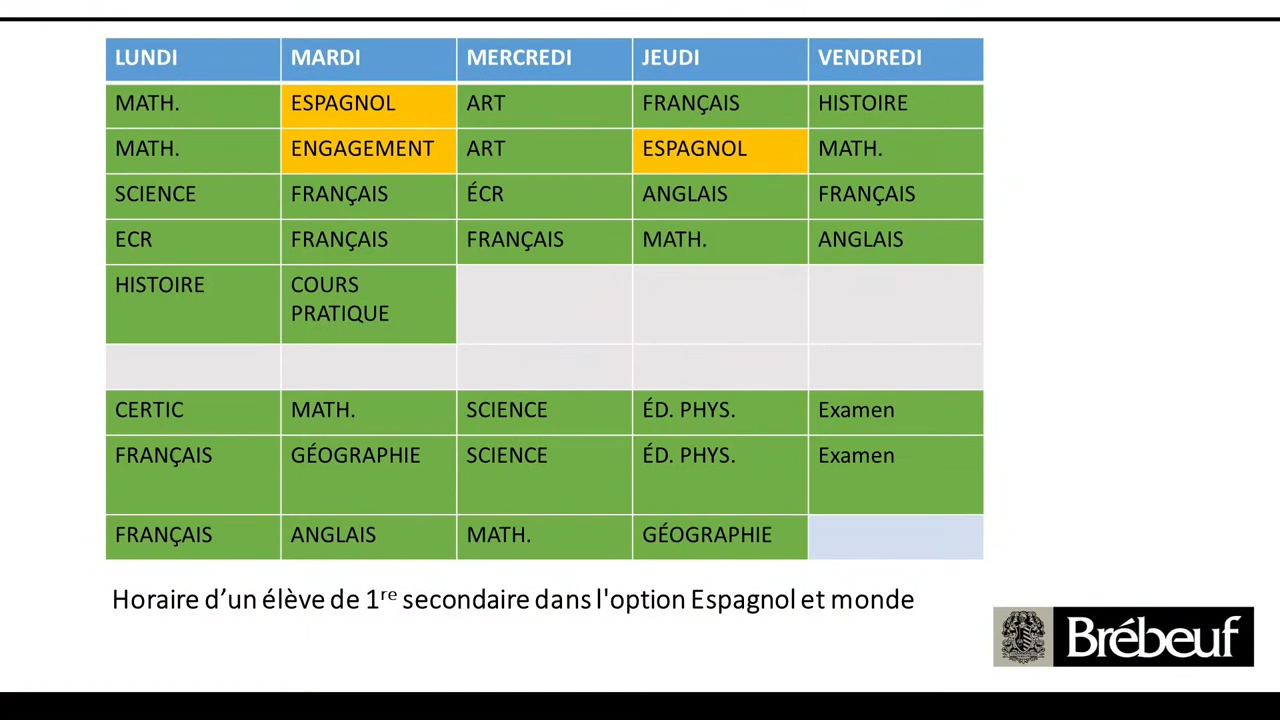 LUNDI MARDI MERCREDI JEUDI VENDREDI
MATH. ESPAGNOL ART FRANÇAIS HISTOIRE
MATH. ENGAGEMENT ART ESPAGNOL MATH.
SCIENCE FRANÇAIS ÉCR ANGLAIS FRANÇAIS
ECR FRANÇAIS FRANÇAIS MATH. ANGLAIS
HISTOIRE COURS
PRATIQUE
CERTIC MATH. SCIENCE ÉD. PHYS. Examen
FRANÇAIS GÉOGRAPHIE SCIENCE ÉD. PHYS. Examen
FRANÇAIS ANGLAIS MATH. GÉOGRAPHIE
Horaire d’un élève de 1re secondaire dans l'option Espagnol et monde
Brébeuf